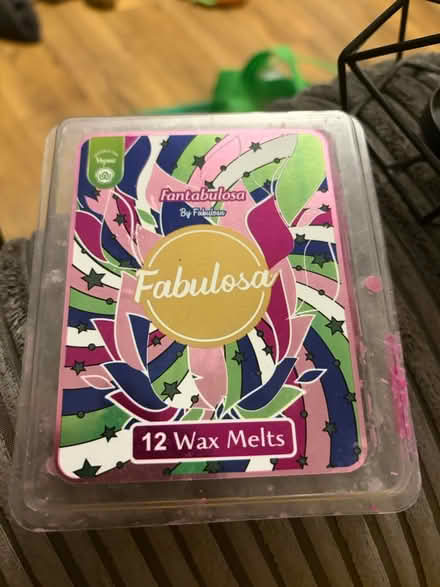 Vegan
Fantabulosa
By Fabulosa
Fabulosa
12 Wax Melts